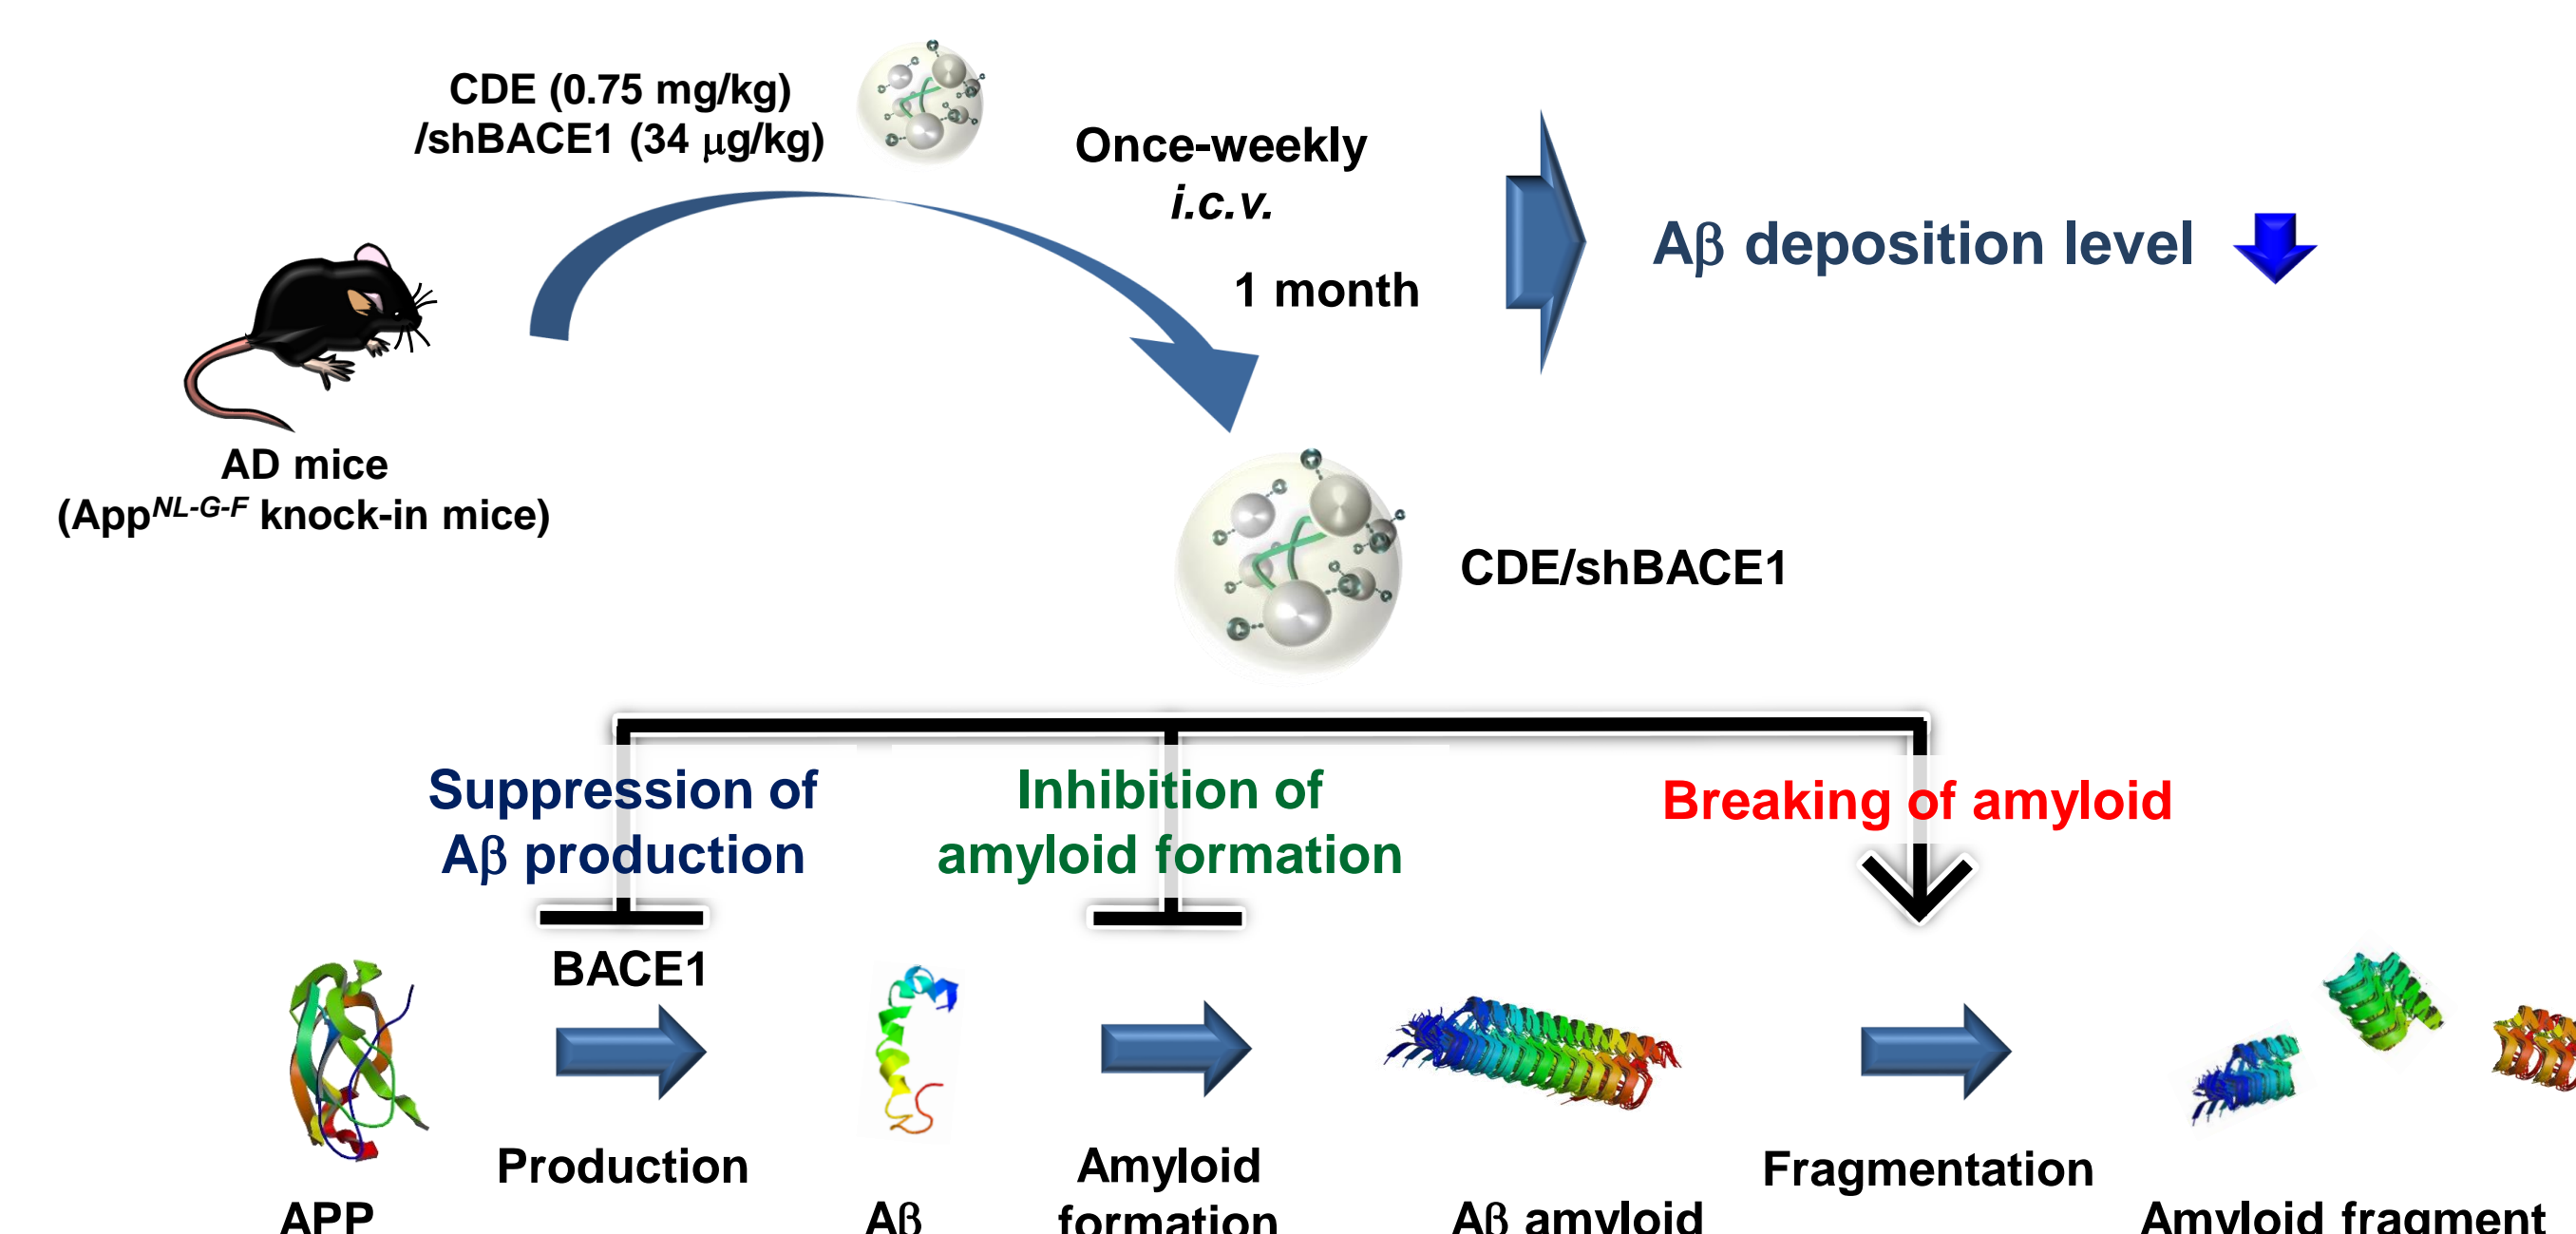 CDE (0.75 mg/kg)
/shBACE1 (34 μg/kg)
Once-weekly
i.c.v.
1 month
Aβ deposition level
AD mice
(AppNL-G-F knock-in mice)
CDE/shBACE1
Suppression of
Aβ production
Inhibition of
amyloid formation
Breaking of amyloid
BACE1
Production
Amyloid
formation
Fragmentation
APP
Aβ
Aβ amyloid
Amyloid fragment